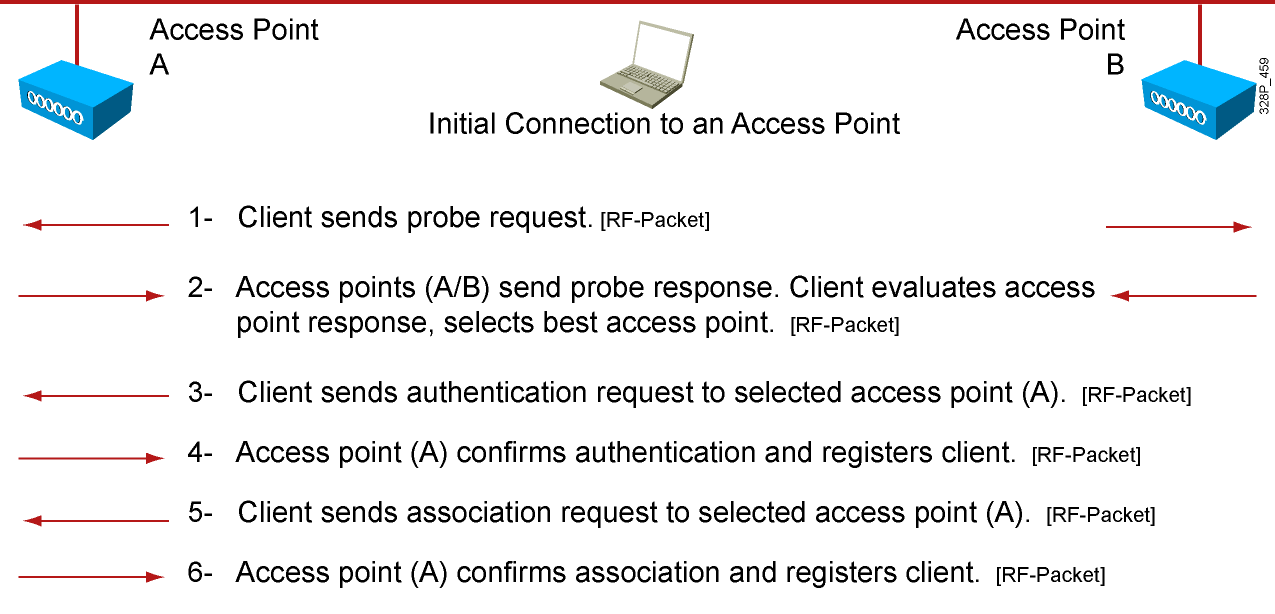 Access Point
A
Access Point
B
328P_459
Initial Connection to an Access Point
1- Client sends probe request. [RF-Packet]
2- Access points (A/B) send probe response. Client evaluates access
point response, selects best access point. [RF-Packet]
3- Client sends authentication request to selected access point (A). [RF-Packet]
4- Access point (A) confirms authentication and registers client. [RF-Packet]
5- Client sends association request to selected access point (A). [RF-Packet]
6- Access point (A) confirms association and registers client. [RF-Packet]